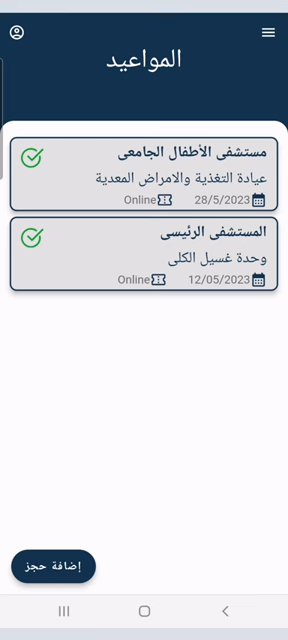 المواعيد
مستشفى الأطفال الجامعى
عيادة التغذية والامراض المعدية
28/5/2023 Online
المستشفى الرئيسى
وحدة غسيل الكلى
12/05/2023 Online
إضافة حجز